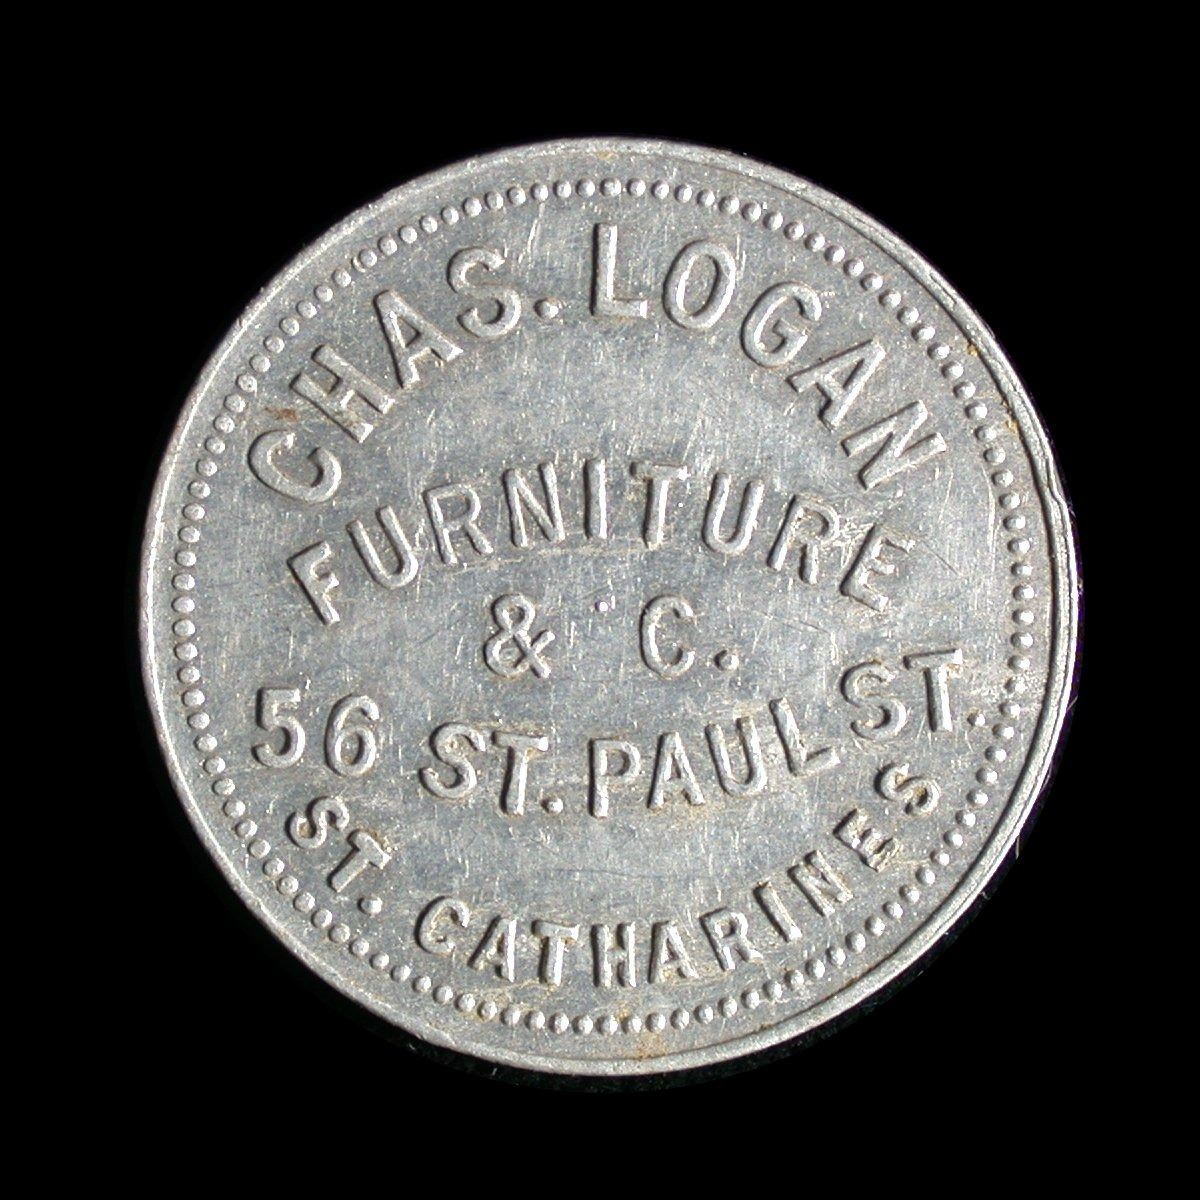 CHAS. LOGAN
FURNITURE
& C.
56 ST. PAUL ST.
ST. CATHARINES